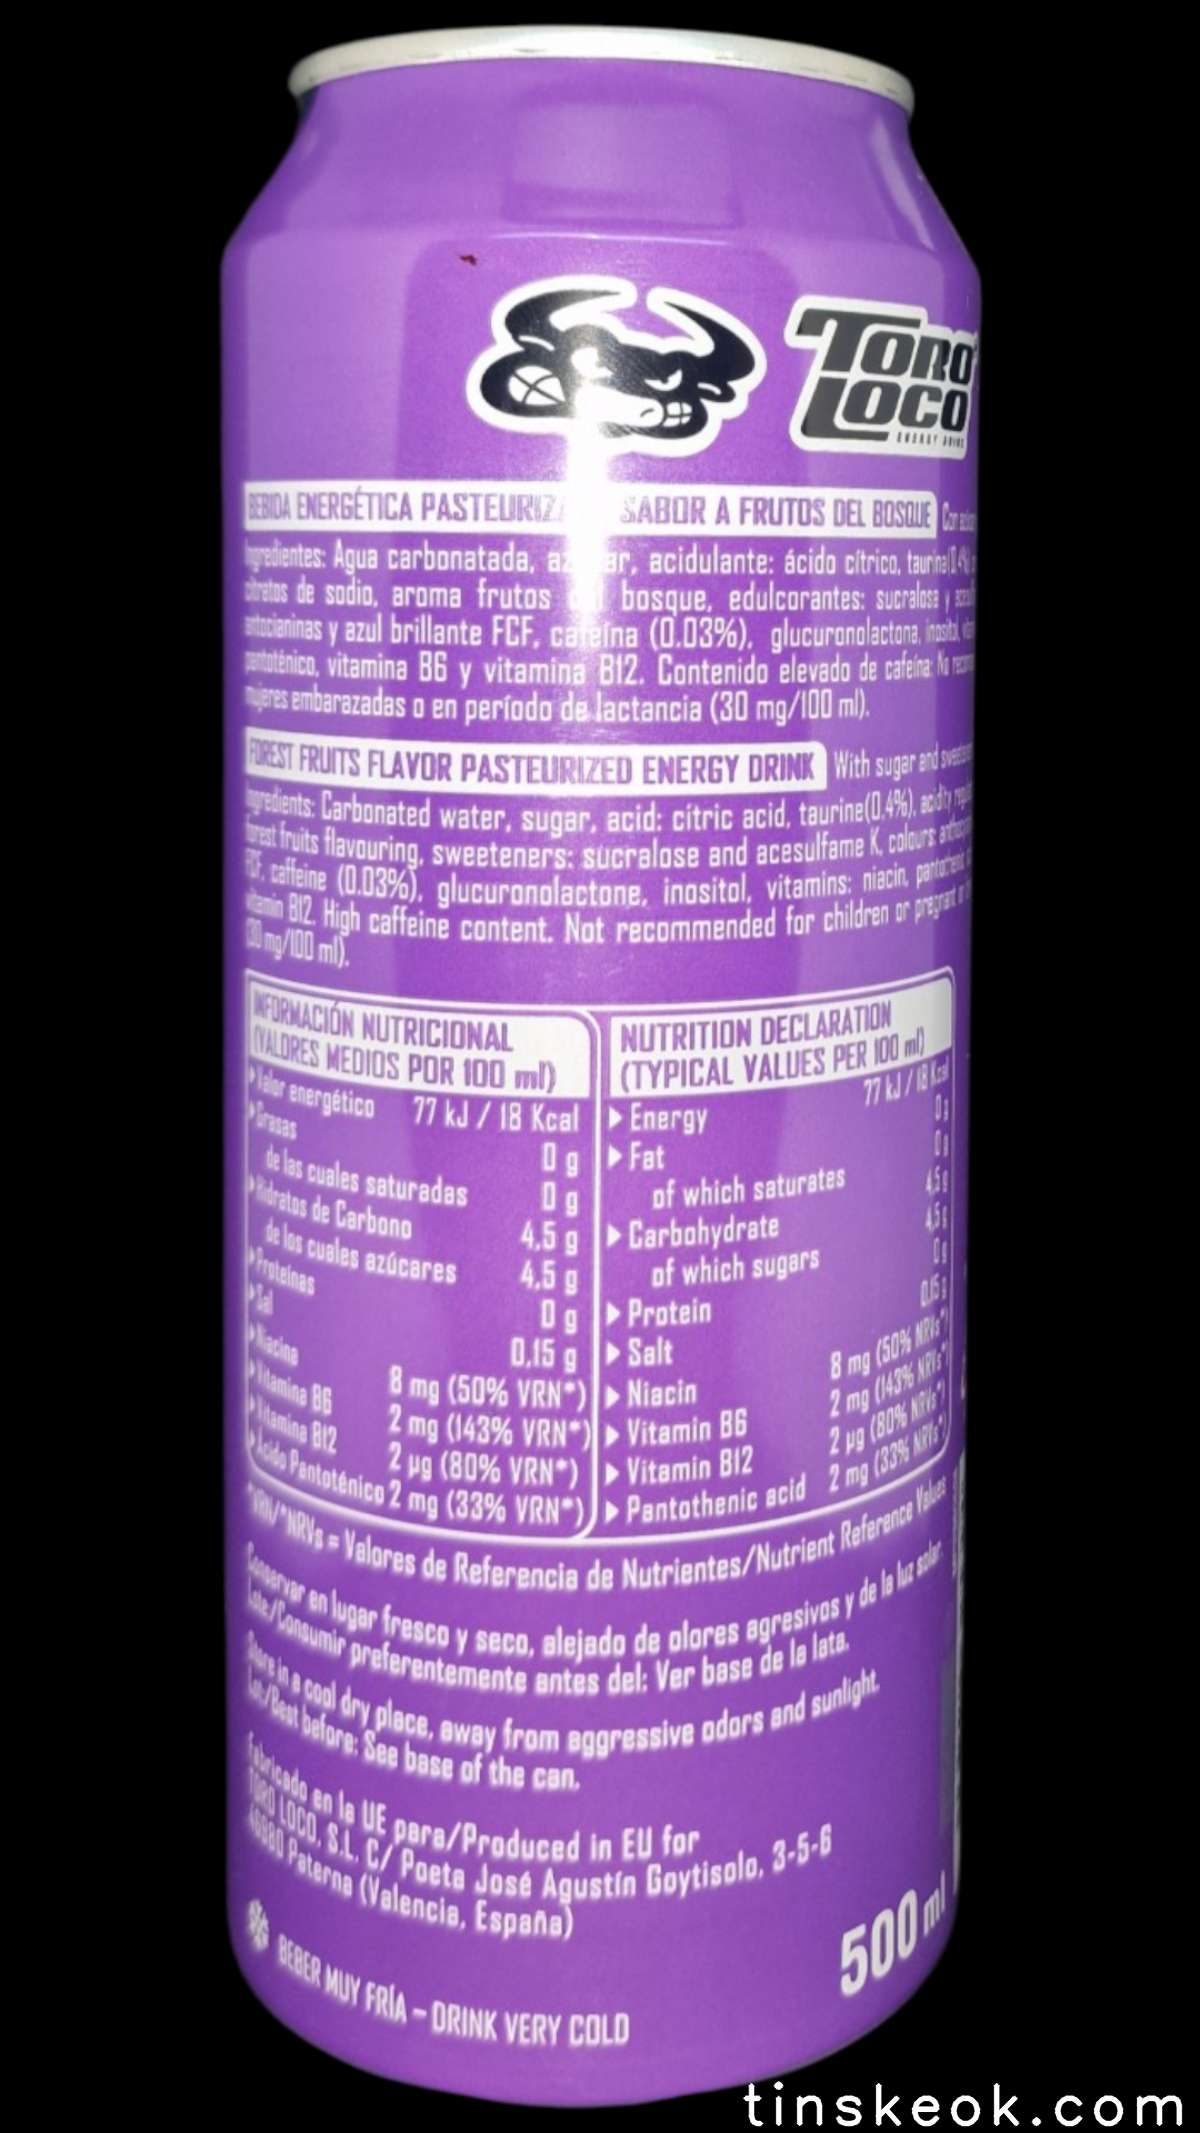 TORO
LOCO
ENERGY DRINK
BEBIDA ENERGÉTICA PASTEURIZ SABOR A FRUTOS DEL BOSQUE Con
Ingredientes: Agua carbonatada, az ar, acidulante: ácido cítrico, taurina(0.4%)
citratos de sodio, aroma frutos bosque, edulcorantes: sucralosa y
antocianinas y azul brillante FCF, cafeína (0.03%), glucuronolactona, inositol,
pantoténico, vitamina B6 y vitamina B12. Contenido elevado de cafeína: No
mujeres embarazadas o en período de lactancia (30 mg/100 ml).
FOREST FRUITS FLAVOR PASTEURIZED ENERGY DRINK With sugar and
Ingredients: Carbonated water, sugar, acid: citric acid, taurine(0.4%), acidity
forest fruits flavouring, sweeteners: sucralose and acesulfame K, colours:
FCF, caffeine (0.03%), glucuronolactone, inositol, vitamins: niacin,
vitamin B12. High caffeine content. Not recommended for children or pregnant or
(30 mg/100 ml).
INFORMACIÓN NUTRICIONAL
(VALORES MEDIOS POR 100 ml)
Valor energético 77 kJ / 18 Kcal
Grasas 0 g
de las cuales saturadas 0 g
Hidratos de Carbono 4,5 g
de los cuales azúcares 4,5 g
Proteínas 0 g
Sal 0,15 g
Niacina 8 mg (50% VRN*)
Vitamina B6 2 mg (143% VRN*)
Vitamina B12 2 µg (80% VRN*)
Ácido Pantoténico 2 mg (33% VRN*)
NUTRITION DECLARATION
(TYPICAL VALUES PER 100 ml)
Energy 77 kJ / 18 Kcal
Fat 0 g
of which saturates 0 g
Carbohydrate 4,5 g
of which sugars 4,5 g
Protein 0 g
Salt 0,15 g
Niacin 8 mg (50% NRVs*)
Vitamin B6 2 mg (143% NRVs*)
Vitamin B12 2 µg (80% NRVs*)
Pantothenic acid 2 mg (33% NRVs*)
*VRN/*NRVs = Valores de Referencia de Nutrientes/Nutrient Reference Values
Conservar en lugar fresco y seco, alejado de olores agresivos y de la luz solar.
Lote/Consumir preferentemente antes del: Ver base de la lata.
Store in a cool dry place, away from aggressive odors and sunlight.
Lot/Best before: See base of the can.
Fabricado en la UE para/Produced in EU for
TORO LOCO, S.L. C/ Poeta José Agustín Goytisolo, 3-5-6
46980 Paterna (Valencia, España)
BEBER MUY FRÍA - DRINK VERY COLD
500 ml
tinskeok.com